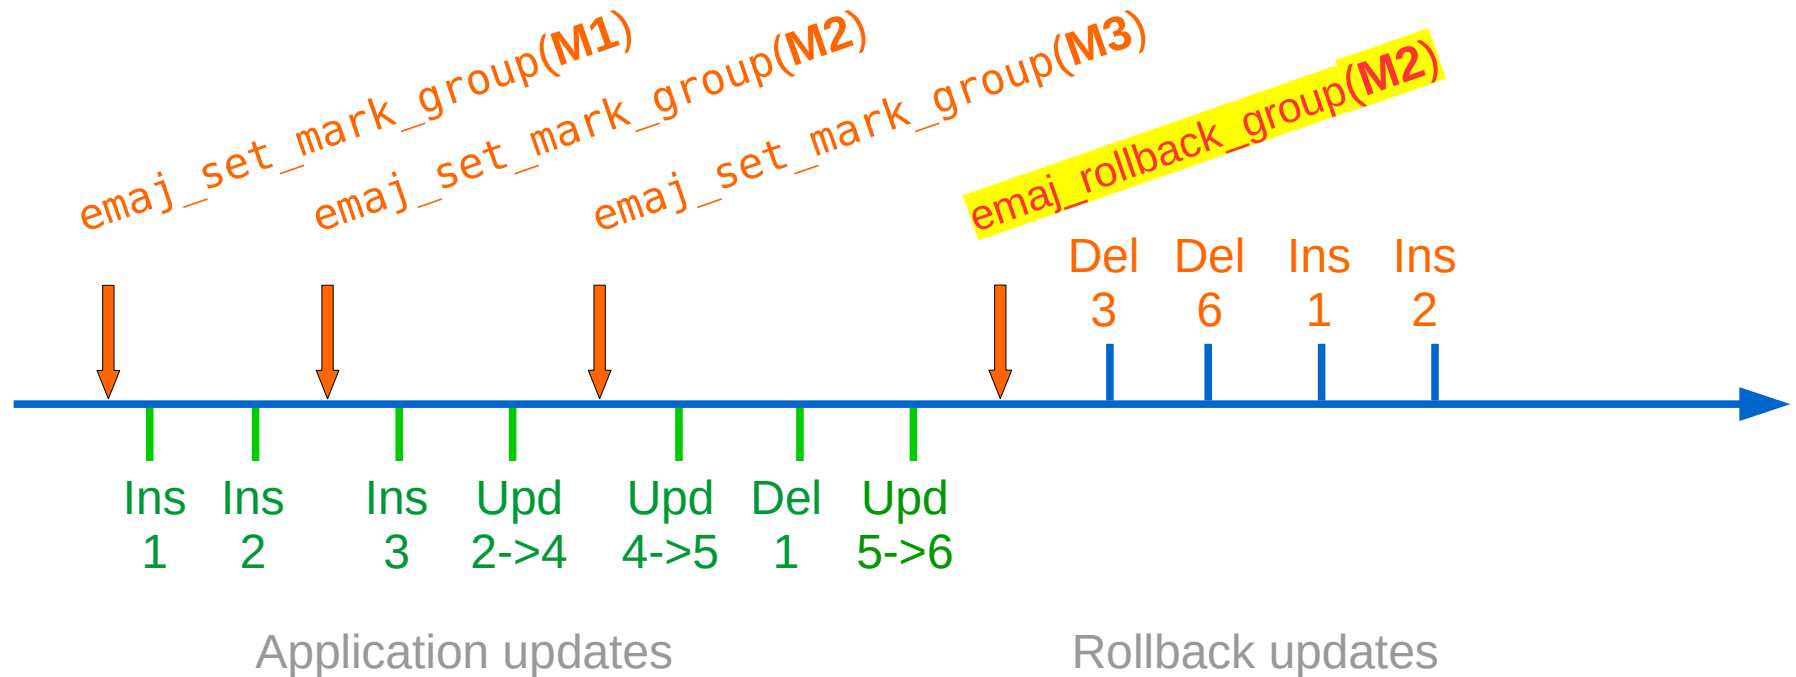 emaj_set_mark_group(M1)
emaj_set_mark_group(M2)
emaj_set_mark_group(M3)
emaj_rollback_group(M2)
Del Del Ins Ins
3 6 1 2
Ins Ins Ins Upd Upd Del Upd
1 2 3 2->4 4->5 1 5->6
Application updates Rollback updates